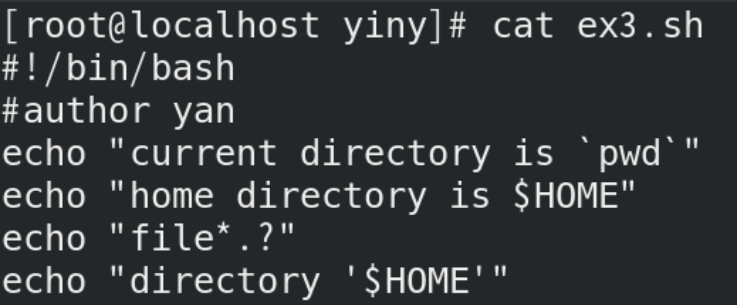 [root@localhost yiny]# cat ex3.sh
#!/bin/bash
#author yan
echo "current directory is `pwd`"
echo "home directory is $HOME"
echo "file*.?"
echo "directory '$HOME'"